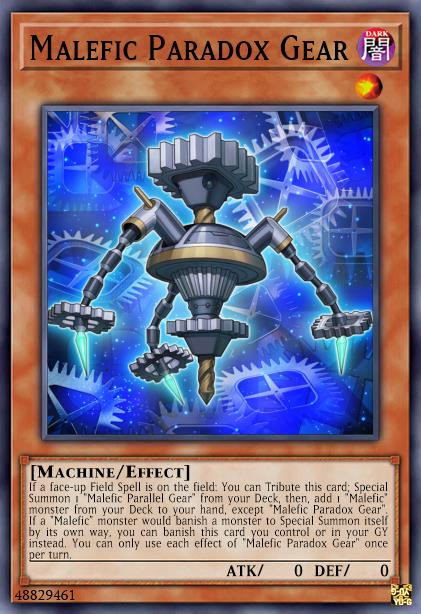 MALEFIC PARADOX GEAR
DARK
闇
[MACHINE/EFFECT]
If a face-up Field Spell is on the field: You can Tribute this card; Special
Summon 1 "Malefic Parallel Gear" from your Deck, then, add 1 "Malefic"
monster from your Deck to your hand, except "Malefic Paradox Gear".
If a "Malefic" monster would banish a monster to Special Summon itself
by its own way, you can banish this card you control or in your GY
instead. You can only use each effect of "Malefic Paradox Gear" once
per turn.
ATK/ 0 DEF/ 0
48829461